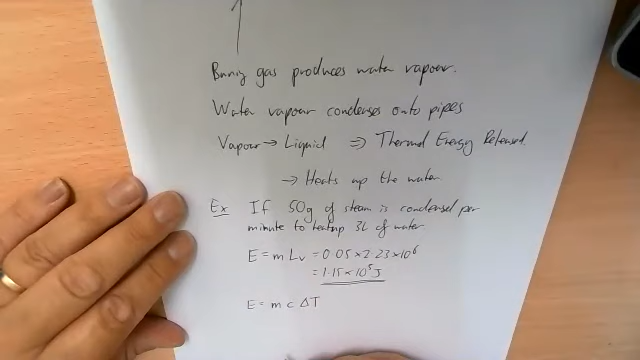 Burning gas produces water vapour.
Water vapour condenses onto pipes
Vapour → Liquid ⇒ Thermal Energy Released.
→ Heats up the water
Ex If 50g of steam is condensed per
minute to heat up 3L of water
E = m Lv = 0.05 × 2.23 × 10⁶
= 1.15 × 10⁵ J
E = m c ΔT